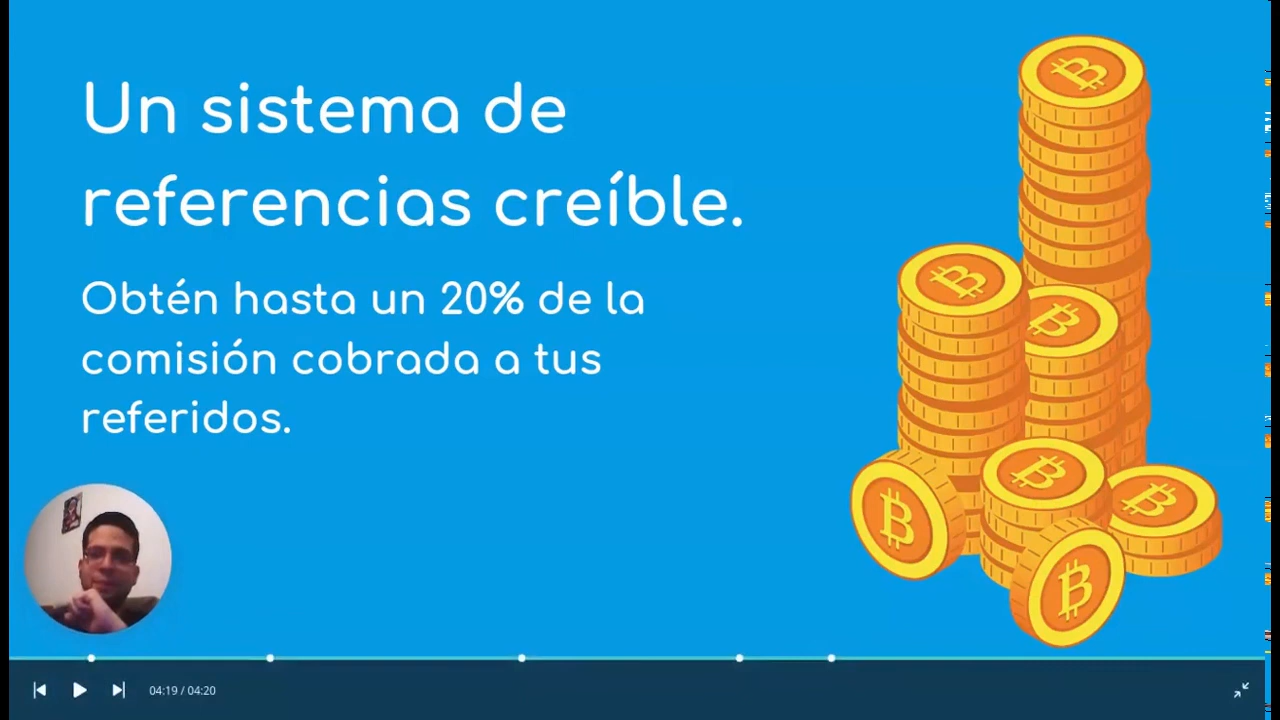 Un sistema de
referencias creíble.
Obtén hasta un 20% de la
comisión cobrada a tus
referidos.
04:19 / 04:20